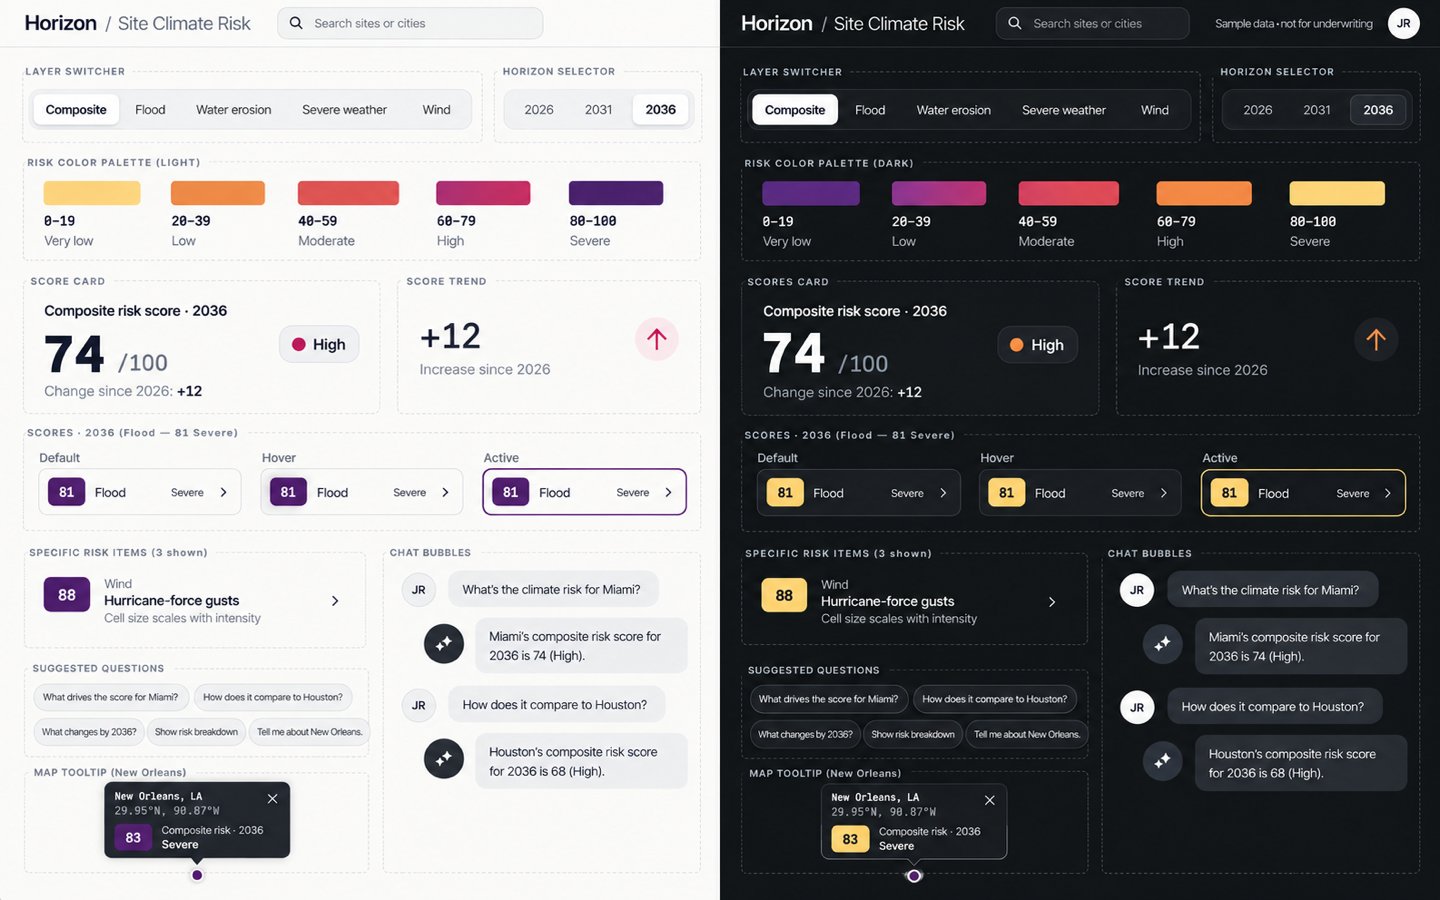 Horizon / Site Climate Risk
Search sites or cities
LAYER SWITCHER
Composite Flood Water erosion Severe weather Wind
HORIZON SELECTOR
2026 2031 2036
RISK COLOR PALETTE (LIGHT)
0–19 20–39 40–59 60–79 80–100
Very low Low Moderate High Severe
SCORE CARD
Composite risk score · 2036
74 /100
High
Change since 2026: +12
SCORE TREND
+12
Increase since 2026
SCORES · 2036 (Flood — 81 Severe)
Default Hover Active
81 Flood Severe
81 Flood Severe
81 Flood Severe
SPECIFIC RISK ITEMS (3 shown)
88
Wind
Hurricane-force gusts
Cell size scales with intensity
SUGGESTED QUESTIONS
What drives the score for Miami? How does it compare to Houston?
What changes by 2036? Show risk breakdown Tell me about New Orleans.
MAP TOOLTIP (New Orleans)
New Orleans, LA
29.95°N, 90.87°W
83
Composite risk · 2036
Severe
CHAT BUBBLES
JR
What's the climate risk for Miami?
Miami's composite risk score for
2036 is 74 (High).
JR
How does it compare to Houston?
Houston's composite risk score
for 2036 is 68 (High).
Horizon / Site Climate Risk
Search sites or cities
Sample data • not for underwriting
JR
LAYER SWITCHER
Composite Flood Water erosion Severe weather Wind
HORIZON SELECTOR
2026 2031 2036
RISK COLOR PALETTE (DARK)
0–19 20–39 40–59 60–79 80–100
Very low Low Moderate High Severe
SCORES CARD
Composite risk score · 2036
74 /100
High
Change since 2026: +12
SCORE TREND
+12
Increase since 2026
SCORES · 2036 (Flood — 81 Severe)
Default Hover Active
81 Flood Severe
81 Flood Severe
81 Flood Severe
SPECIFIC RISK ITEMS (3 shown)
88
Wind
Hurricane-force gusts
Cell size scales with intensity
SUGGESTED QUESTIONS
What drives the score for Miami? How does it compare to Houston?
What changes by 2036? Show risk breakdown Tell me about New Orleans.
MAP TOOLTIP (New Orleans)
New Orleans, LA
29.95°N, 90.87°W
83
Composite risk · 2036
Severe
CHAT BUBBLES
JR
What's the climate risk for Miami?
Miami's composite risk score for
2036 is 74 (High).
JR
How does it compare to Houston?
Houston's composite risk score
for 2036 is 68 (High).